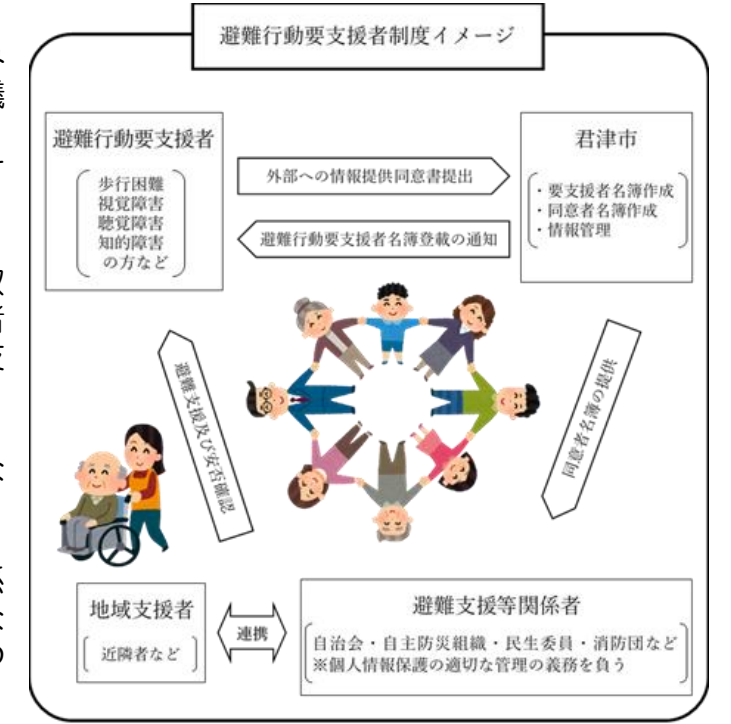 避難行動要支援者制度イメージ
避難行動要支援者
歩行困難
視覚障害
聴覚障害
知的障害
の方など
外部への情報提供同意書提出
避難行動要支援者名簿登載の通知
君津市
・要支援者名簿作成
・同意者名簿作成
・情報管理
避難支援及び安否確認
同意者名簿の提供
地域支援者
近隣者など
連携
避難支援等関係者
自治会・自主防災組織・民生委員・消防団など
※個人情報保護の適切な管理の義務を負う